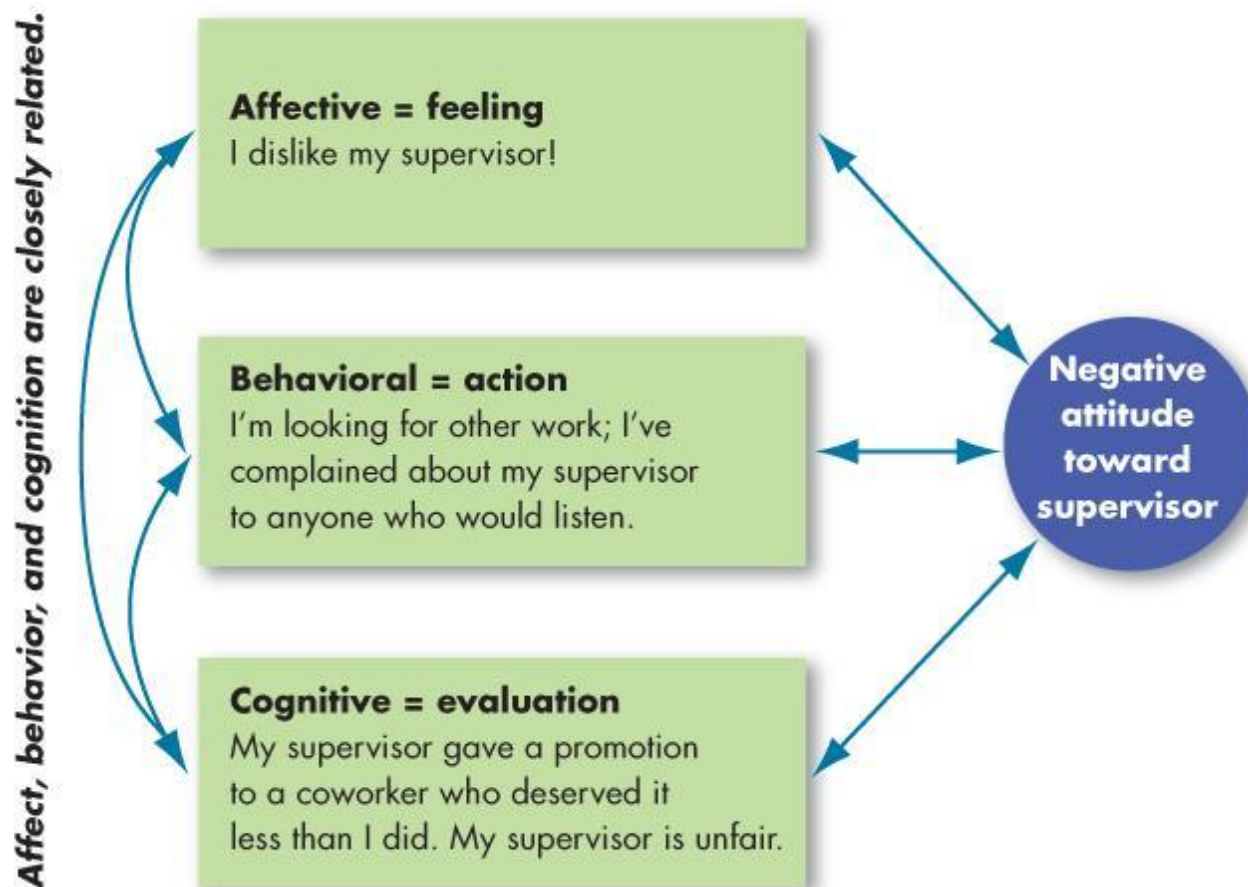 Affect, behavior, and cognition are closely related.
Affective = feeling
I dislike my supervisor!
Behavioral = action
I'm looking for other work; I've
complained about my supervisor
to anyone who would listen.
Cognitive = evaluation
My supervisor gave a promotion
to a coworker who deserved it
less than I did. My supervisor is unfair.
Negative
attitude
toward
supervisor